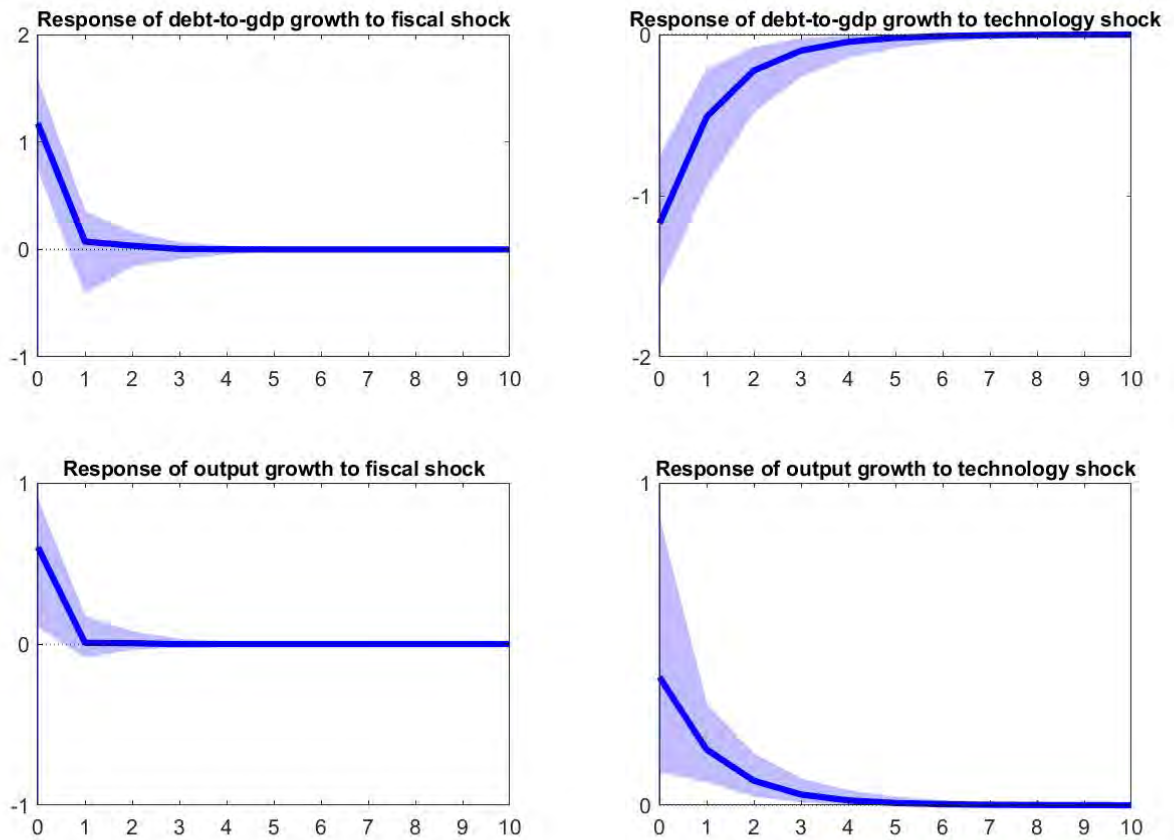 Response of debt-to-gdp growth to fiscal shock
2
1
0
-1
0 1 2 3 4 5 6 7 8 9 10
Response of debt-to-gdp growth to technology shock
0
-1
-2
0 1 2 3 4 5 6 7 8 9 10
Response of output growth to fiscal shock
1
0
-1
0 1 2 3 4 5 6 7 8 9 10
Response of output growth to technology shock
1
0
0 1 2 3 4 5 6 7 8 9 10